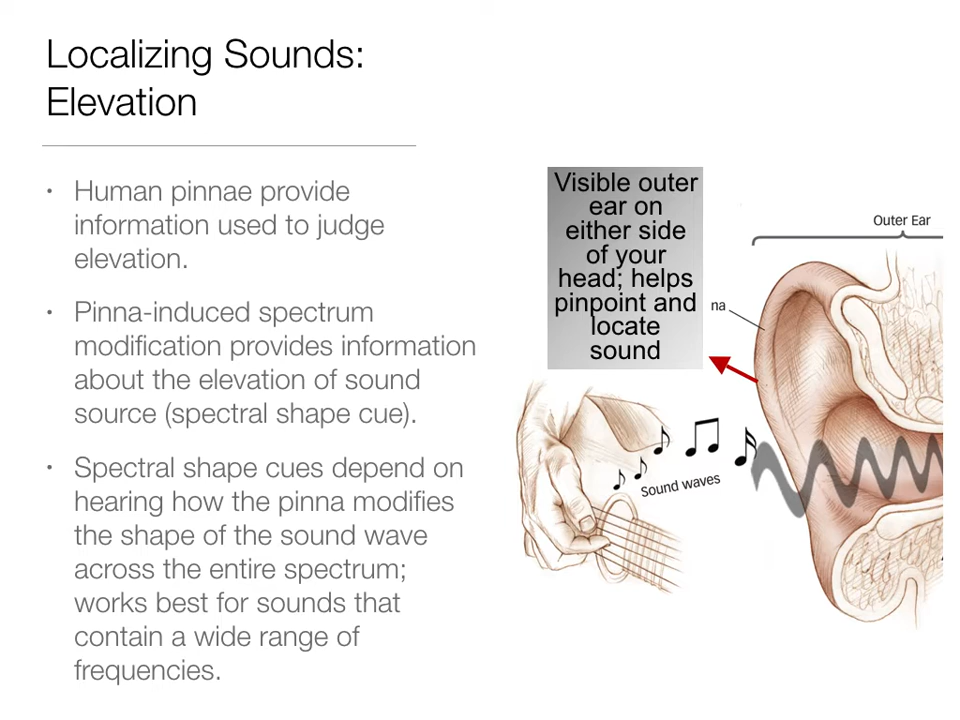 Localizing Sounds:
Elevation
• Human pinnae provide
information used to judge
elevation.
• Pinna-induced spectrum
modification provides information
about the elevation of sound
source (spectral shape cue).
• Spectral shape cues depend on
hearing how the pinna modifies
the shape of the sound wave
across the entire spectrum;
works best for sounds that
contain a wide range of
frequencies.
Visible outer
ear on
either side
of your
head; helps
pinpoint and
locate
sound
Outer Ear
na
Sound waves